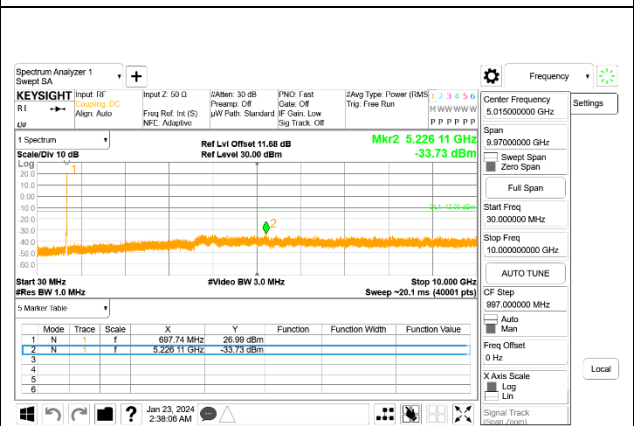 Spectrum Analyzer 1
Swept SA
+
Frequency
KEYSIGHT
RL
Input: RF
Coupling: DC
Align: Auto
Input Z: 50 Ω
Freq Ref: Int (S)
NFE: Adaptive
#Atten: 30 dB
Preamp: Off
µW Path: Standard
PNO: Fast
Gate: Off
IF Gain: Low
Sig Track: Off
#Avg Type: Power (RMS
Trig: Free Run
1 2 3 4 5 6
M W W W W W
P P P P P P
Settings
1 Spectrum
Scale/Div 10 dB
Ref Lvl Offset 11.68 dB
Ref Level 30.00 dBm
Mkr2 5.226 11 GHz
-33.73 dBm
Log
20.0
10.0
0.00
10.0
20.0
30.0
40.0
50.0
60.0
1
2
Start 30 MHz
#Res BW 1.0 MHz
#Video BW 3.0 MHz
Stop 10.000 GHz
Sweep ~20.1 ms (40001 pts)
5 Marker Table
Mode Trace Scale X Y Function Function Width Function Value
1 N 1 f 697.74 MHz 26.99 dBm
2 N 1 f 5.226 11 GHz -33.73 dBm
3
4
5
6
Center Frequency
5.015000000 GHz
Span
9.97000000 GHz
Swept Span
Zero Span
Full Span
Start Freq
30.000000 MHz
Stop Freq
10.000000000 GHz
AUTO TUNE
CF Step
997.000000 MHz
Auto
Man
Freq Offset
0 Hz
X Axis Scale
Log
Lin
Signal Track
(Span Zoom)
Local
?
Jan 23, 2024
2:38:06 AM